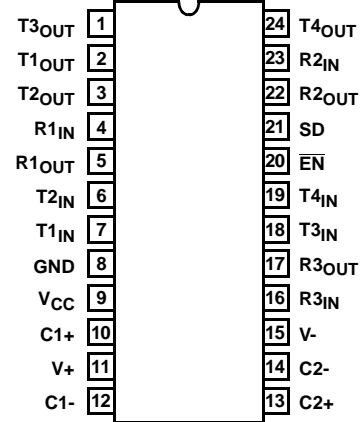 T3OUT 1 24 T4OUT
T1OUT 2 23 R2IN
T2OUT 3 22 R2OUT
R1IN 4 21 SD
R1OUT 5 20 E̅N̅
T2IN 6 19 T4IN
T1IN 7 18 T3IN
GND 8 17 R3OUT
VCC 9 16 R3IN
C1+ 10 15 V-
V+ 11 14 C2-
C1- 12 13 C2+